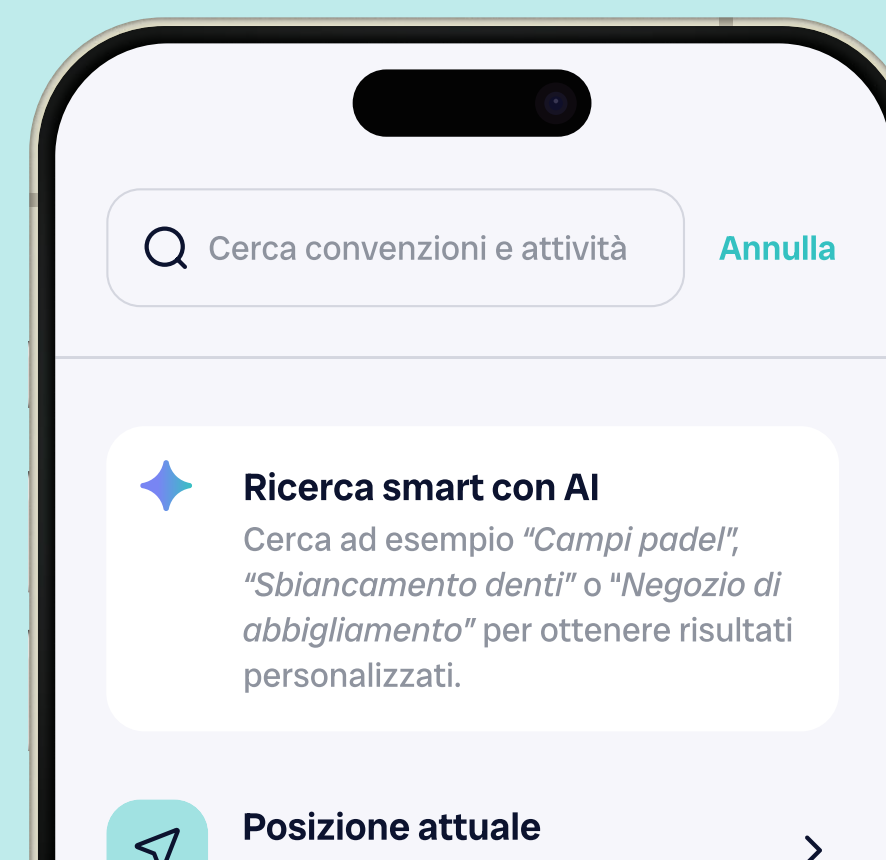 Cerca convenzioni e attività
Annulla
Ricerca smart con AI
Cerca ad esempio “Campi padel”,
“Sbiancamento denti” o "Negozio di
abbigliamento” per ottenere risultati
personalizzati.
Posizione attuale